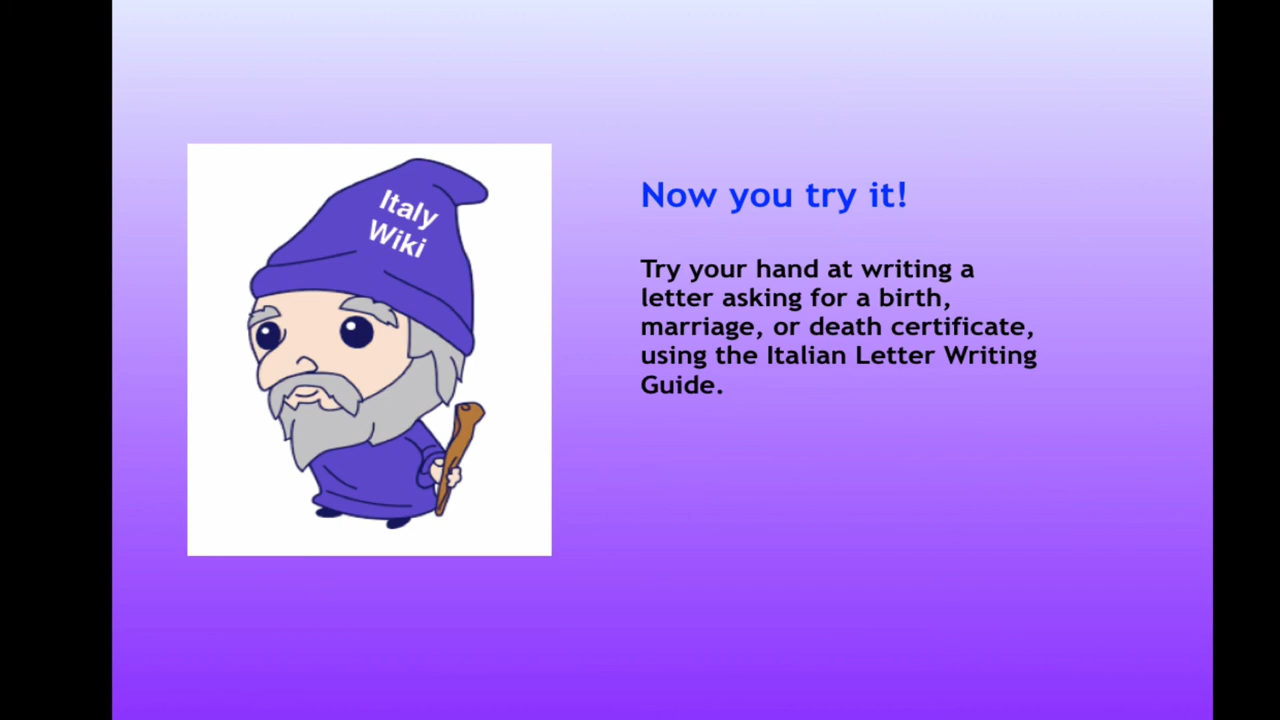 Italy
Wiki
Now you try it!
Try your hand at writing a
letter asking for a birth,
marriage, or death certificate,
using the Italian Letter Writing
Guide.